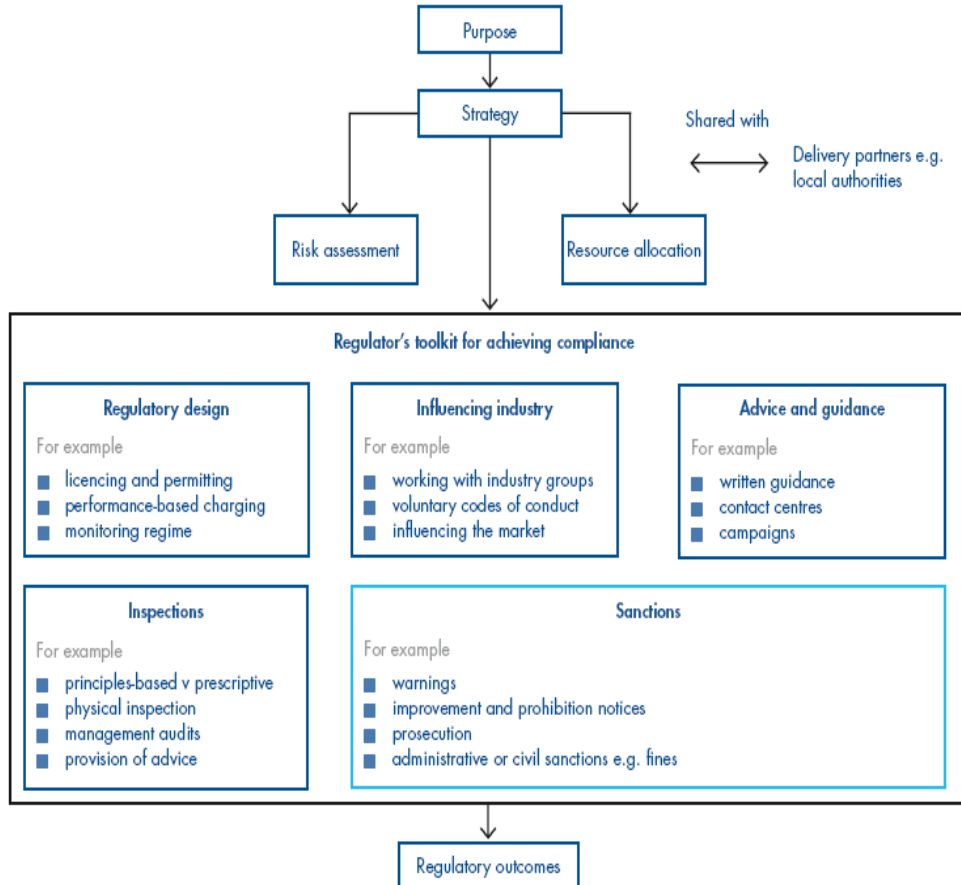 Purpose
Strategy
Shared with
Delivery partners e.g.
local authorities
Risk assessment
Resource allocation
Regulator's toolkit for achieving compliance
Regulatory design
For example
licencing and permitting
performance-based charging
monitoring regime
Influencing industry
For example
working with industry groups
voluntary codes of conduct
influencing the market
Advice and guidance
For example
written guidance
contact centres
campaigns
Inspections
For example
principles-based v prescriptive
physical inspection
management audits
provision of advice
Sanctions
For example
warnings
improvement and prohibition notices
prosecution
administrative or civil sanctions e.g. fines
Regulatory outcomes